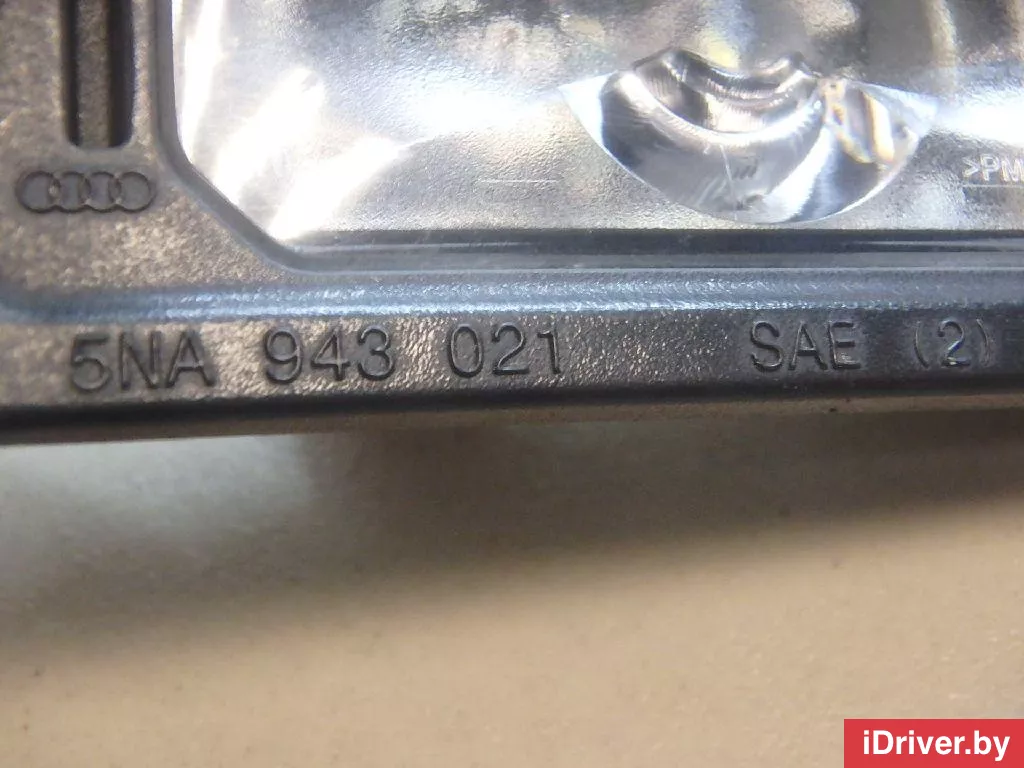 >PM
5NA 943 021 SAE (2)
iDriver.by